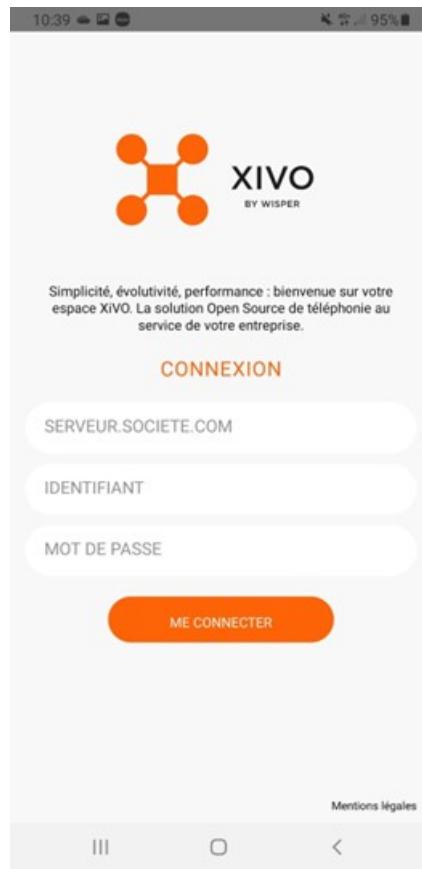 10:39
95%
XIVO
BY WISPER
Simplicité, évolutivité, performance : bienvenue sur votre
espace XiVO. La solution Open Source de téléphonie au
service de votre entreprise.
CONNEXION
SERVEUR.SOCIETE.COM
IDENTIFIANT
MOT DE PASSE
ME CONNECTER
Mentions légales